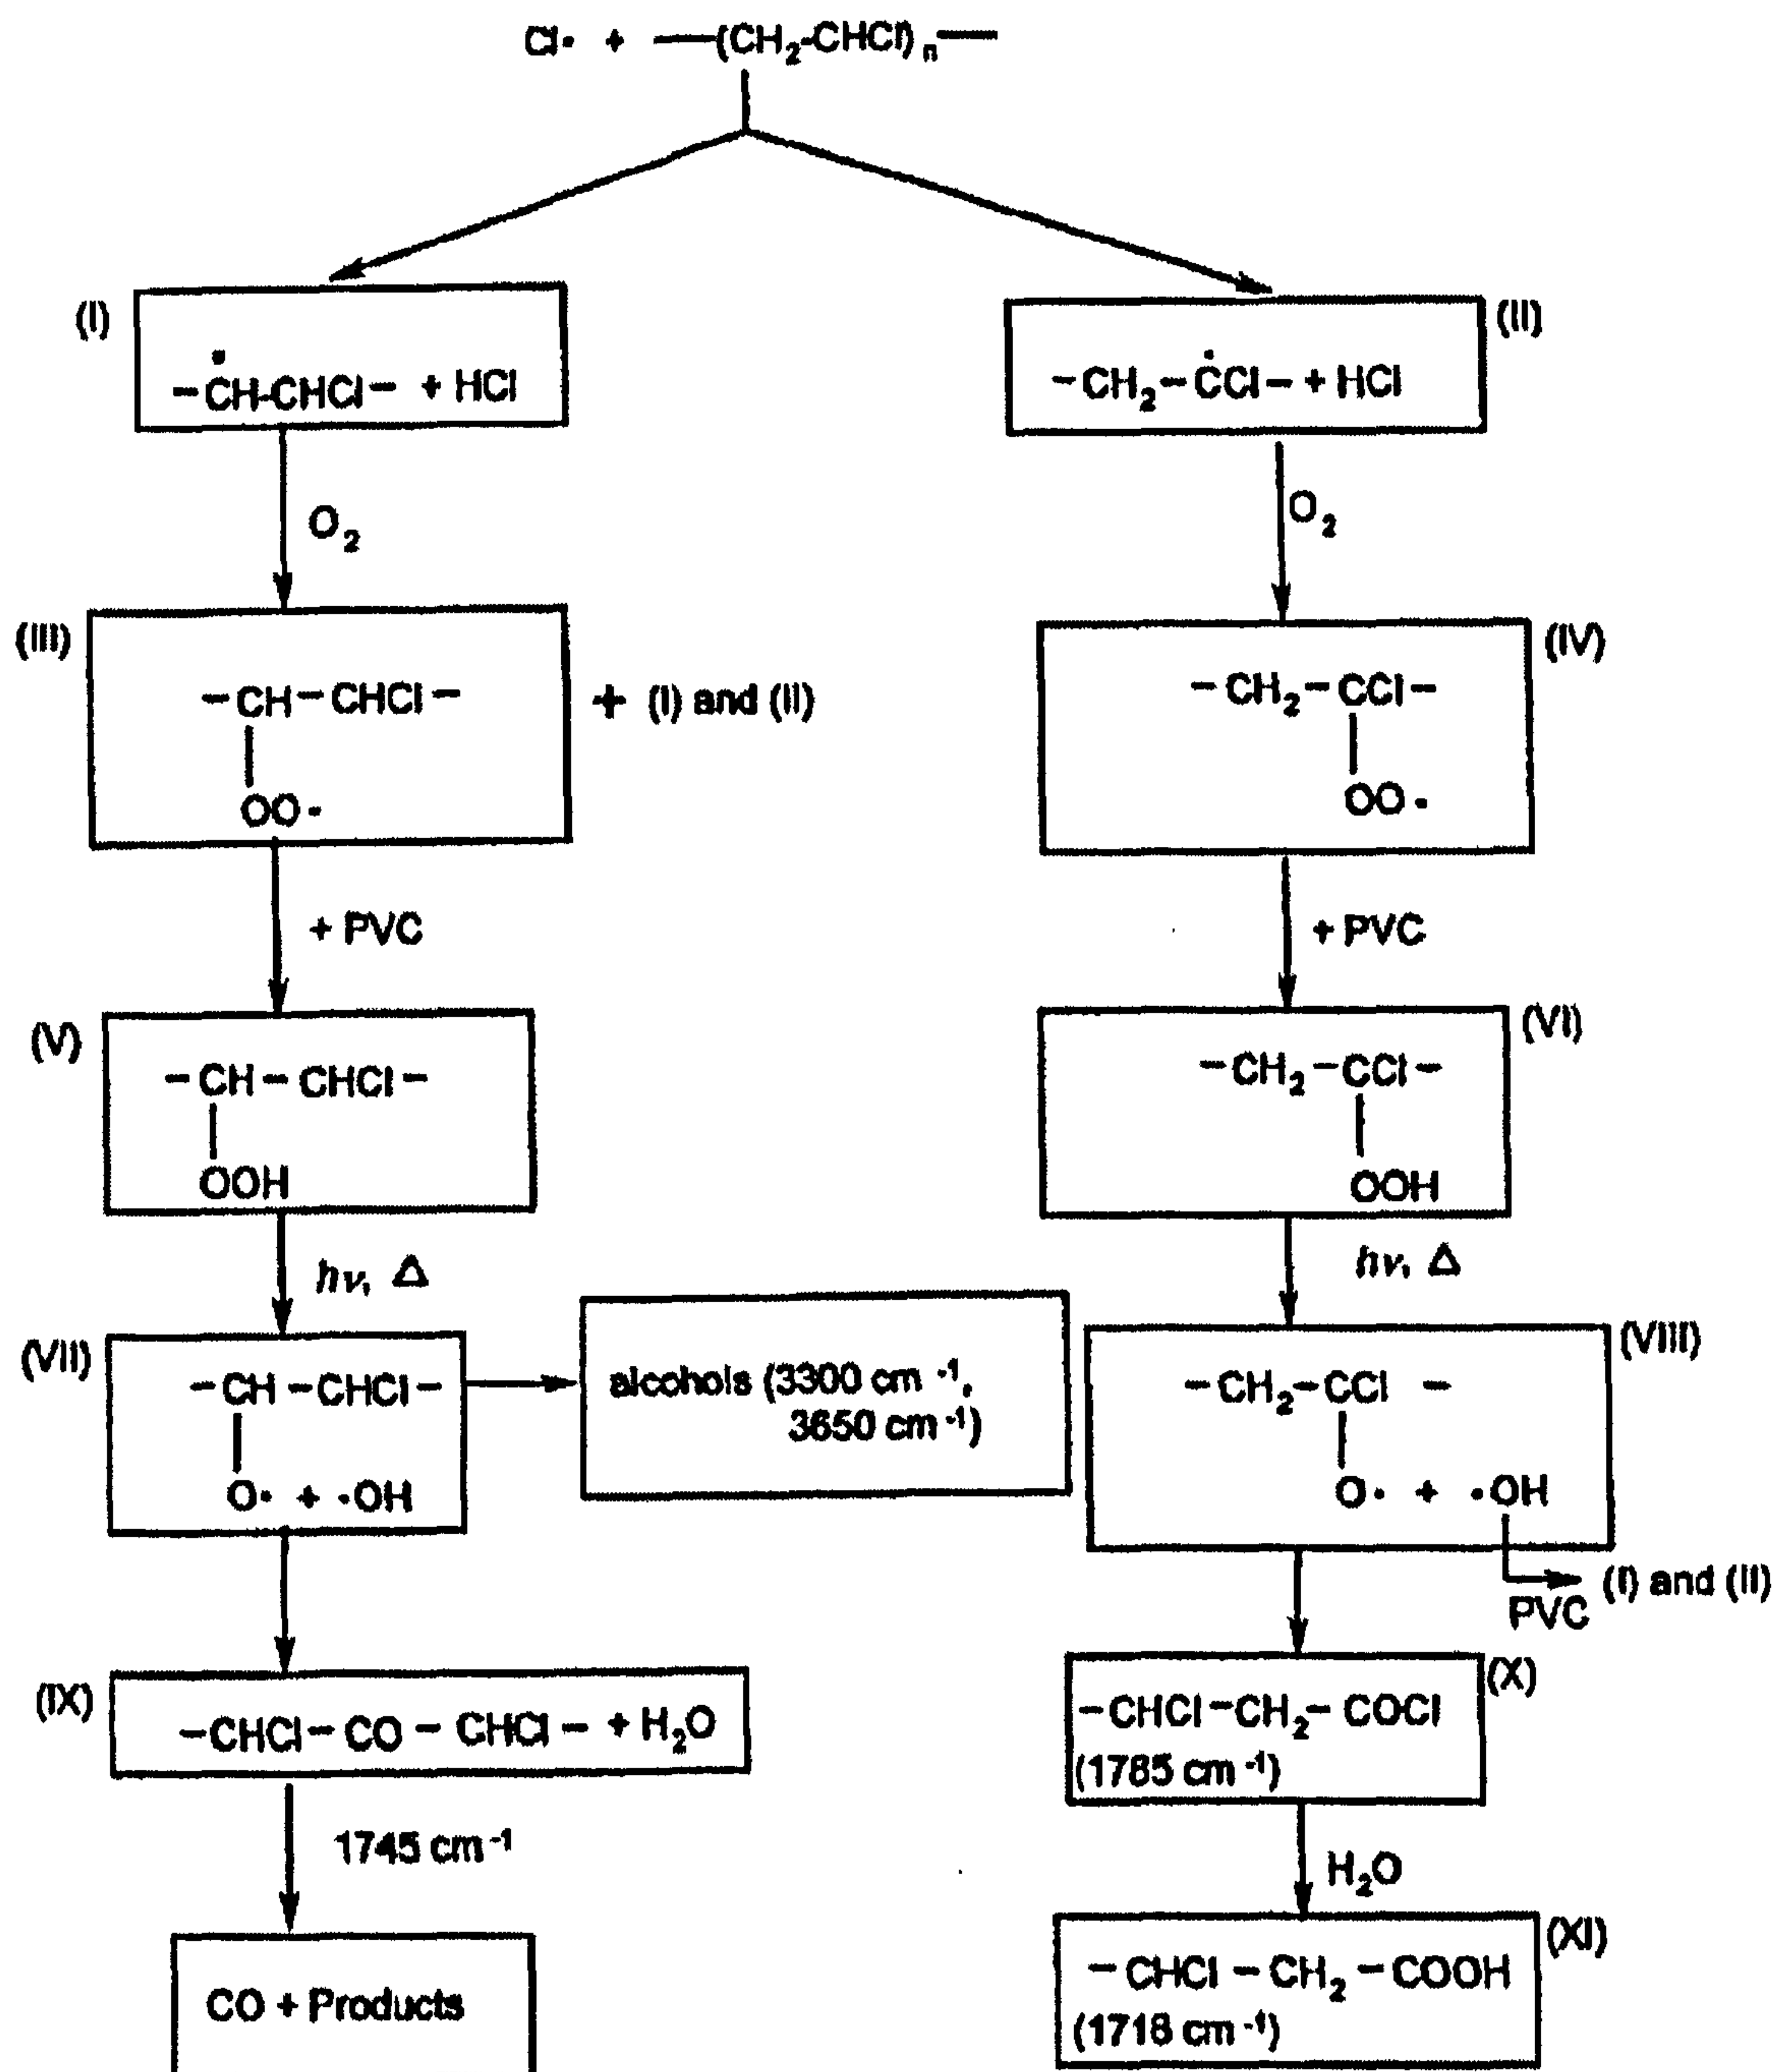 Cl· + —(CH₂-CHCl)ₙ—
(I)
–ĊH-CHCl– + HCl
(II)
–CH₂–ĊCl– + HCl
O₂
O₂
(III)
–CH–CHCl–
OO·
+ (I) and (II)
(IV)
–CH₂–CCl–
OO·
+ PVC
+ PVC
(V)
–CH–CHCl–
OOH
(VI)
–CH₂–CCl–
OOH
hν, Δ
hν, Δ
(VII)
–CH–CHCl–
O· + ·OH
alcohols (3300 cm⁻¹,
3650 cm⁻¹)
(VIII)
–CH₂–CCl –
O· + ·OH
(I) and (II)
PVC
(IX)
–CHCl–CO–CHCl– + H₂O
(X)
–CHCl–CH₂–COCl
(1785 cm⁻¹)
1745 cm⁻¹
H₂O
CO + Products
(XI)
–CHCl–CH₂–COOH
(1718 cm⁻¹)